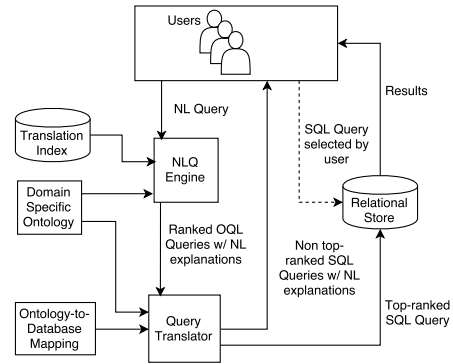 Users
NL Query
Results
SQL Query
selected by
user
Translation
Index
NLQ
Engine
Domain
Specific
Ontology
Relational
Store
Ranked OQL
Queries w/ NL
explanations
Non top-
ranked SQL
Queries w/ NL
explanations
Ontology-to-
Database
Mapping
Query
Translator
Top-ranked
SQL Query